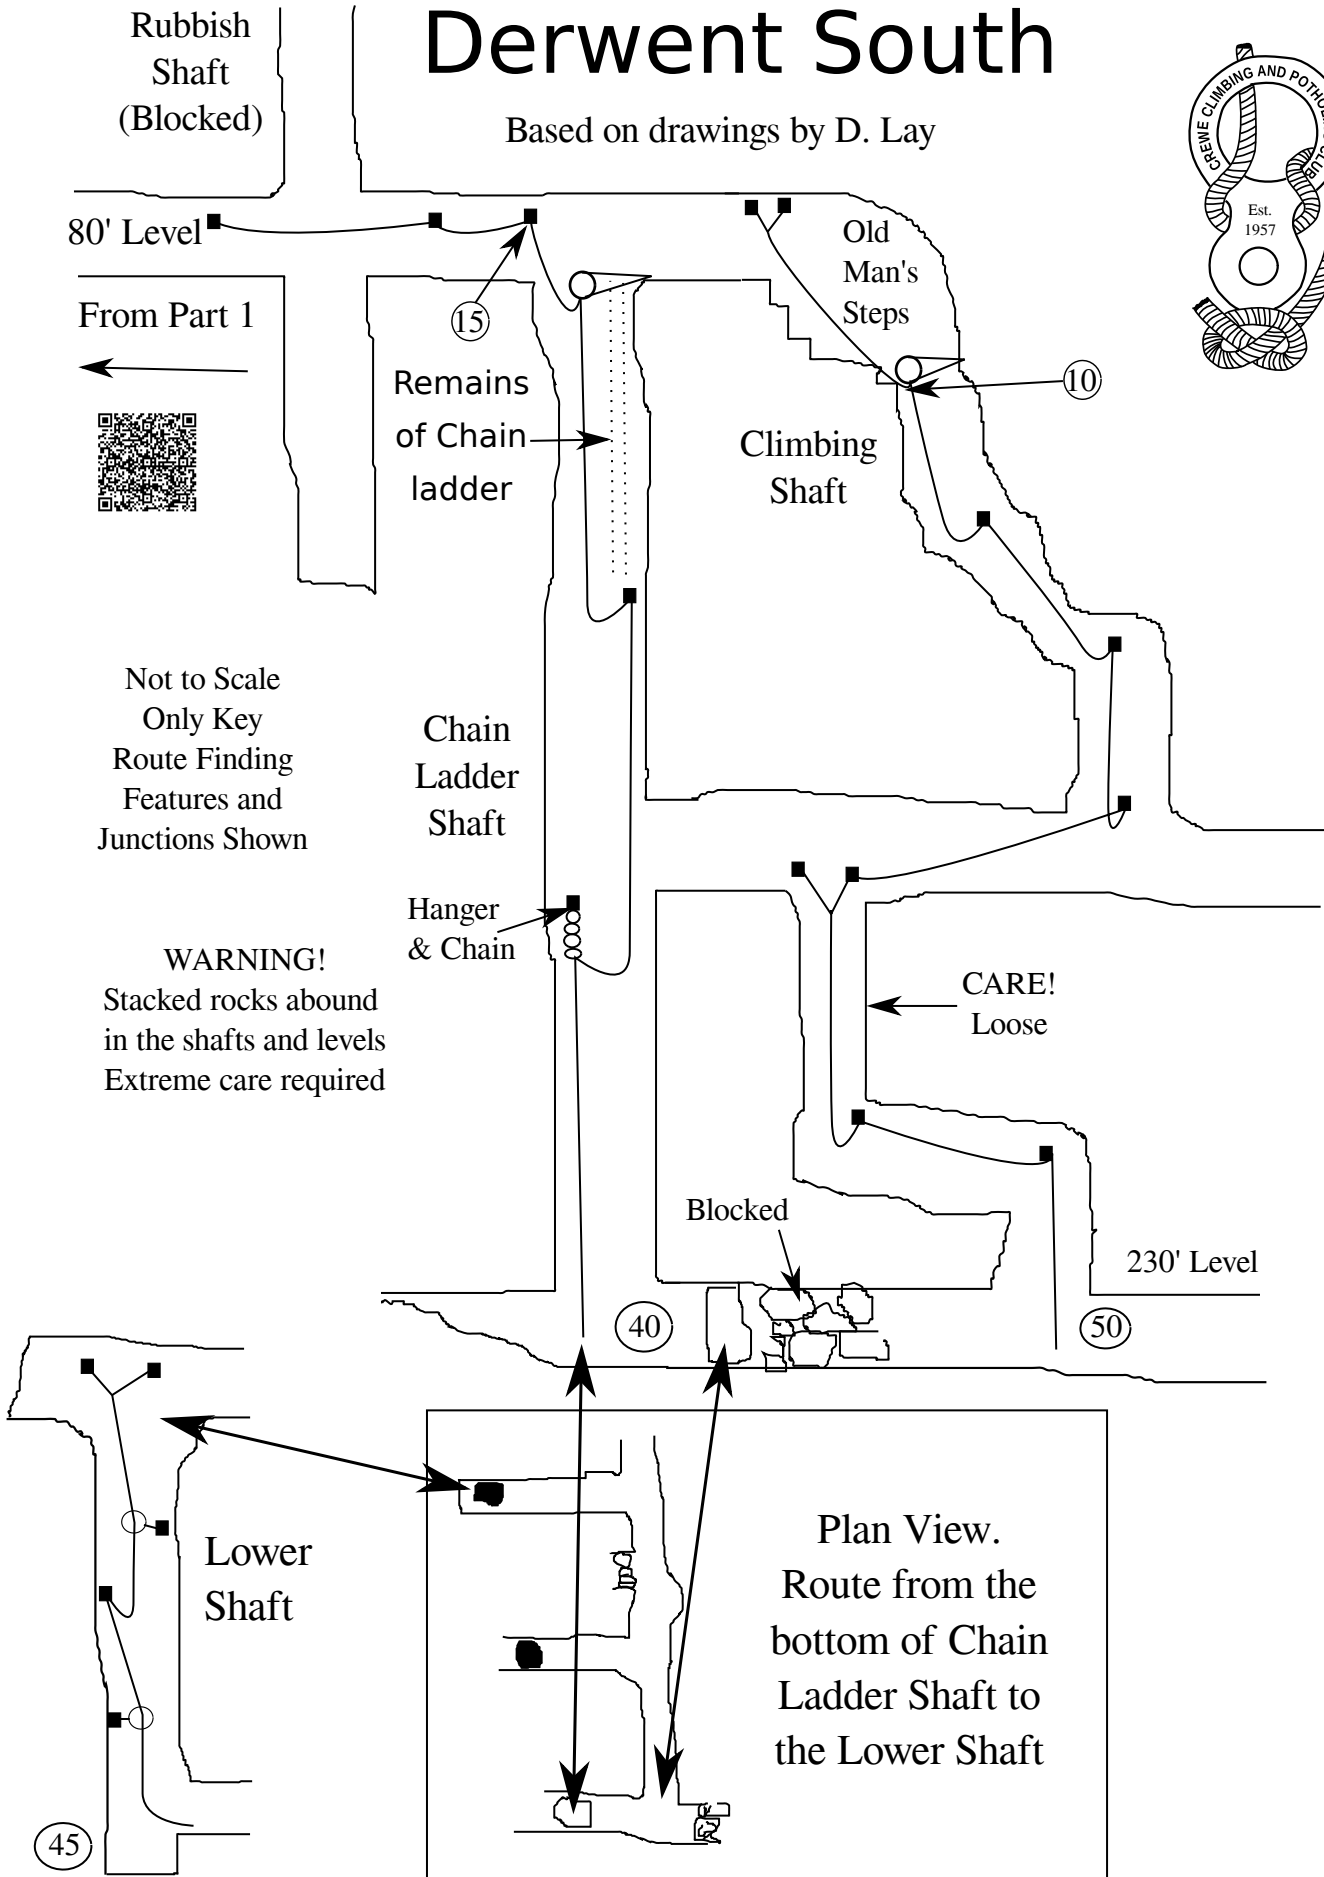 Rubbish
Shaft
(Blocked)
Derwent South
Based on drawings by D. Lay
CREWE CLIMBING AND
CLUB
Est.
1957
80' Level
Old
Man's
Steps
From Part 1
15
10
Remains
of Chain
ladder
Climbing
Shaft
Not to Scale
Only Key
Route Finding
Features and
Junctions Shown
Chain
Ladder
Shaft
Hanger
& Chain
WARNING!
Stacked rocks abound
in the shafts and levels
Extreme care required
CARE!
Loose
Blocked
230' Level
40
50
Lower
Shaft
Plan View.
Route from the
bottom of Chain
Ladder Shaft to
the Lower Shaft
45